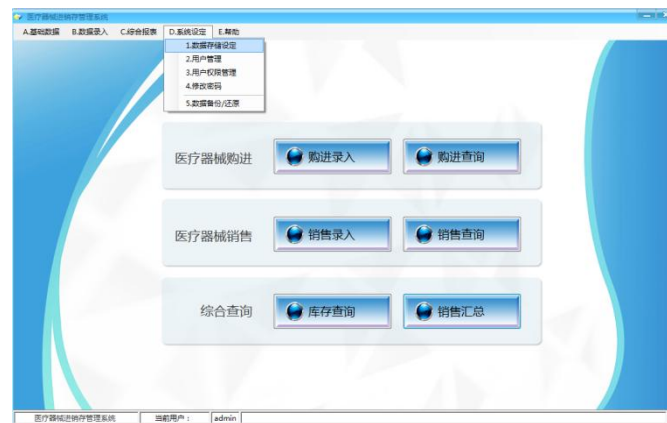 医疗器械进销存管理系统
A.基础数据 B.数据录入 C.综合报表 D.系统设定 E.帮助
1.数据存储设定
2.用户管理
3.用户权限管理
4.修改密码
5.数据备份/还原
医疗器械购进 购进录入 购进查询
医疗器械销售 销售录入 销售查询
综合查询 库存查询 销售汇总
医疗器械进销存管理系统 当前用户： admin